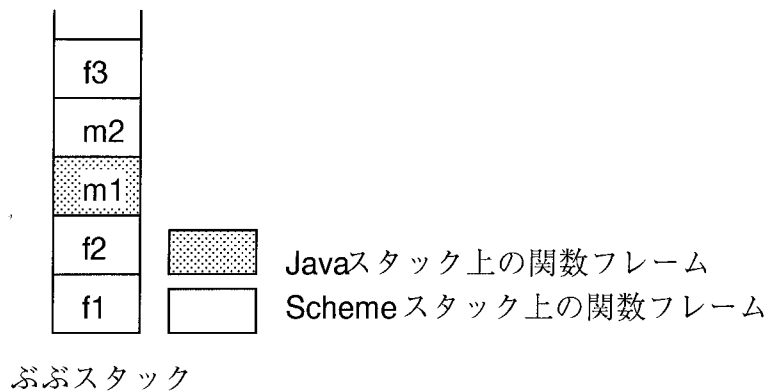 f3
m2
m1
f2
f1
Javaスタック上の関数フレーム
Schemeスタック上の関数フレーム
ぶぶスタック